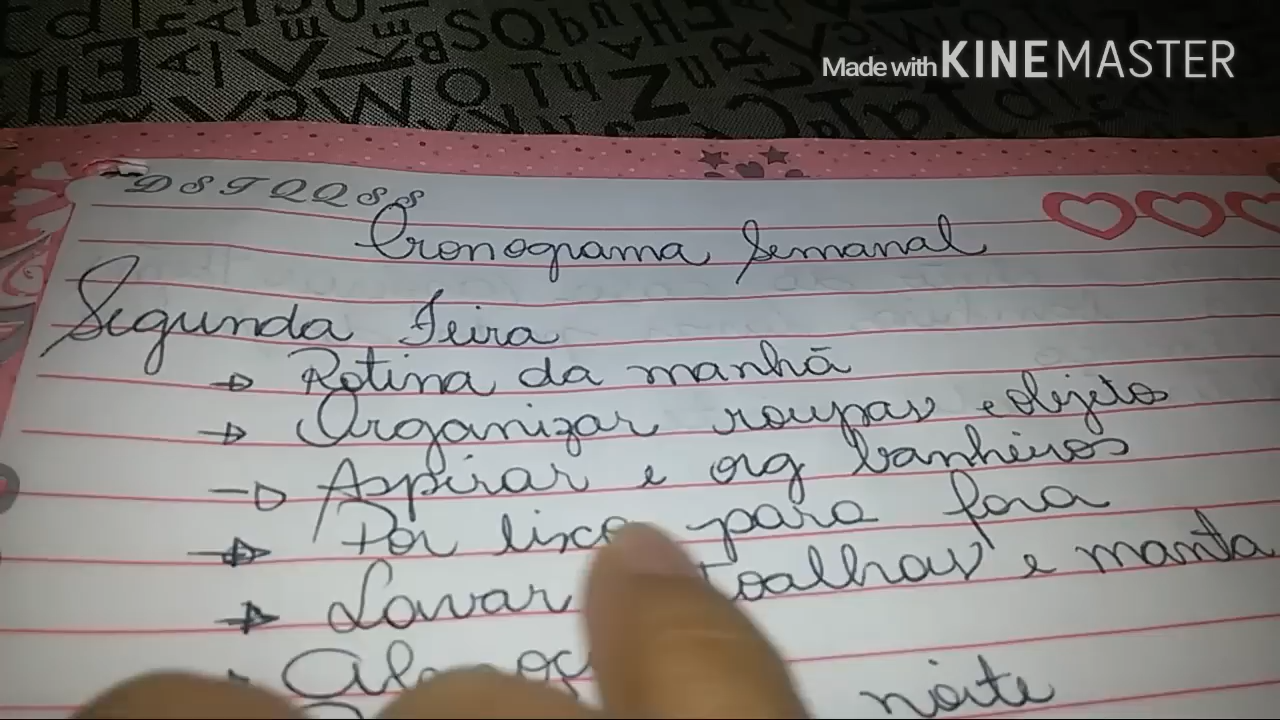 Made with KINEMASTER
D S T Q Q S S
Cronograma Semanal
Segunda Feira
→ Rotina da manhã
→ Organizar roupas e objetos
→ Aspirar e org banheiros
→ Por lixo para fora
→ Lavar toalhas e manta
noite